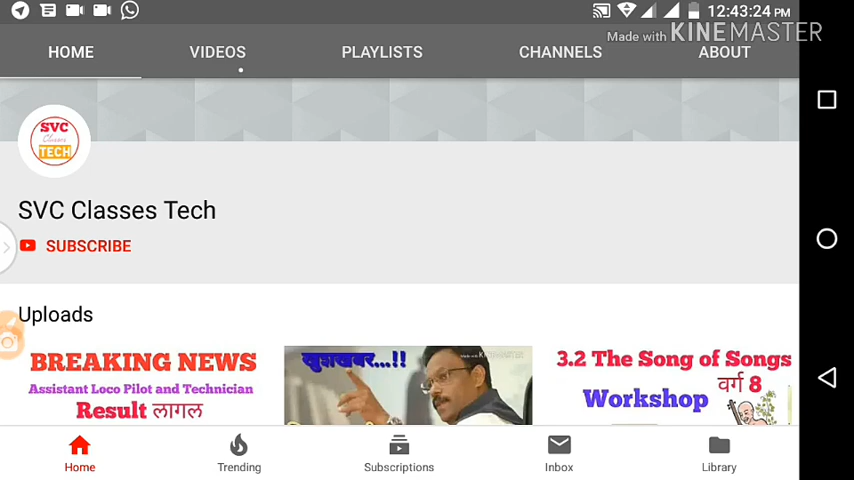 12:43:24 PM
Made with KINEMASTER
HOME
VIDEOS
PLAYLISTS
CHANNELS
ABOUT
SVC
Classes
TECH
SVC Classes Tech
SUBSCRIBE
Uploads
BREAKING NEWS
Assistant Loco Pilot and Technician
Result लागल
खुशखबर...!!
3.2 The Song of Songs
वर्ग 8
Workshop
Home
Trending
Subscriptions
Inbox
Library